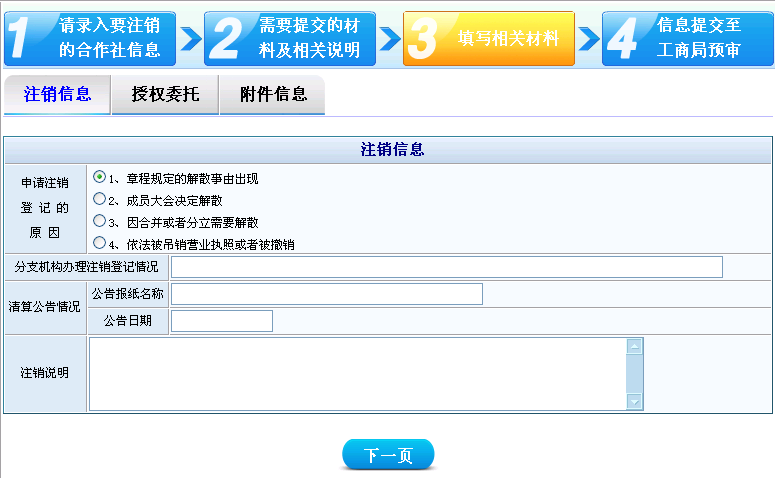 1 请录入要注销
的合作社信息
2 需要提交的材
料及相关说明
3 填写相关材料
4 信息提交至
工商局预审
注销信息 授权委托 附件信息
注销信息
申请注销
登 记 的
原 因
1、章程规定的解散事由出现
2、成员大会决定解散
3、因合并或者分立需要解散
4、依法被吊销营业执照或者被撤销
分支机构办理注销登记情况
清算公告情况
公告报纸名称
公告日期
注销说明
下一页